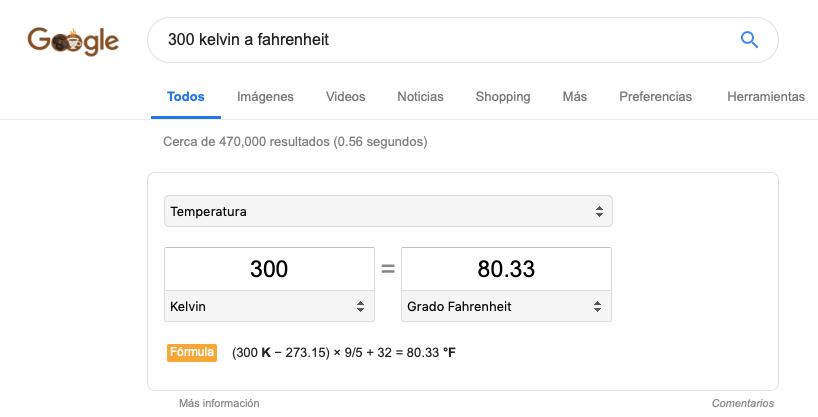 Google
300 kelvin a fahrenheit
Todos Imágenes Videos Noticias Shopping Más Preferencias Herramientas
Cerca de 470,000 resultados (0.56 segundos)
Temperatura
300 = 80.33
Kelvin Grado Fahrenheit
Fórmula (300 K − 273.15) × 9/5 + 32 = 80.33 °F
Más información Comentarios